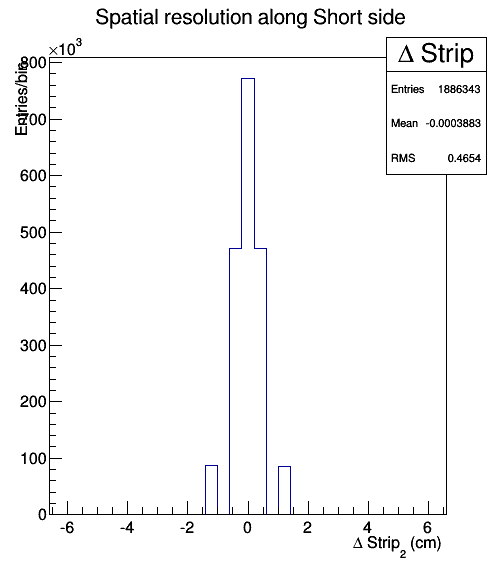 Spatial resolution along Short side
×10³
Entries/bin
Δ Strip
Entries 1886343
Mean -0.0003883
RMS 0.4654
800
700
600
500
400
300
200
100
0
-6 -4 -2 0 2 4 6
Δ Strip₂ (cm)